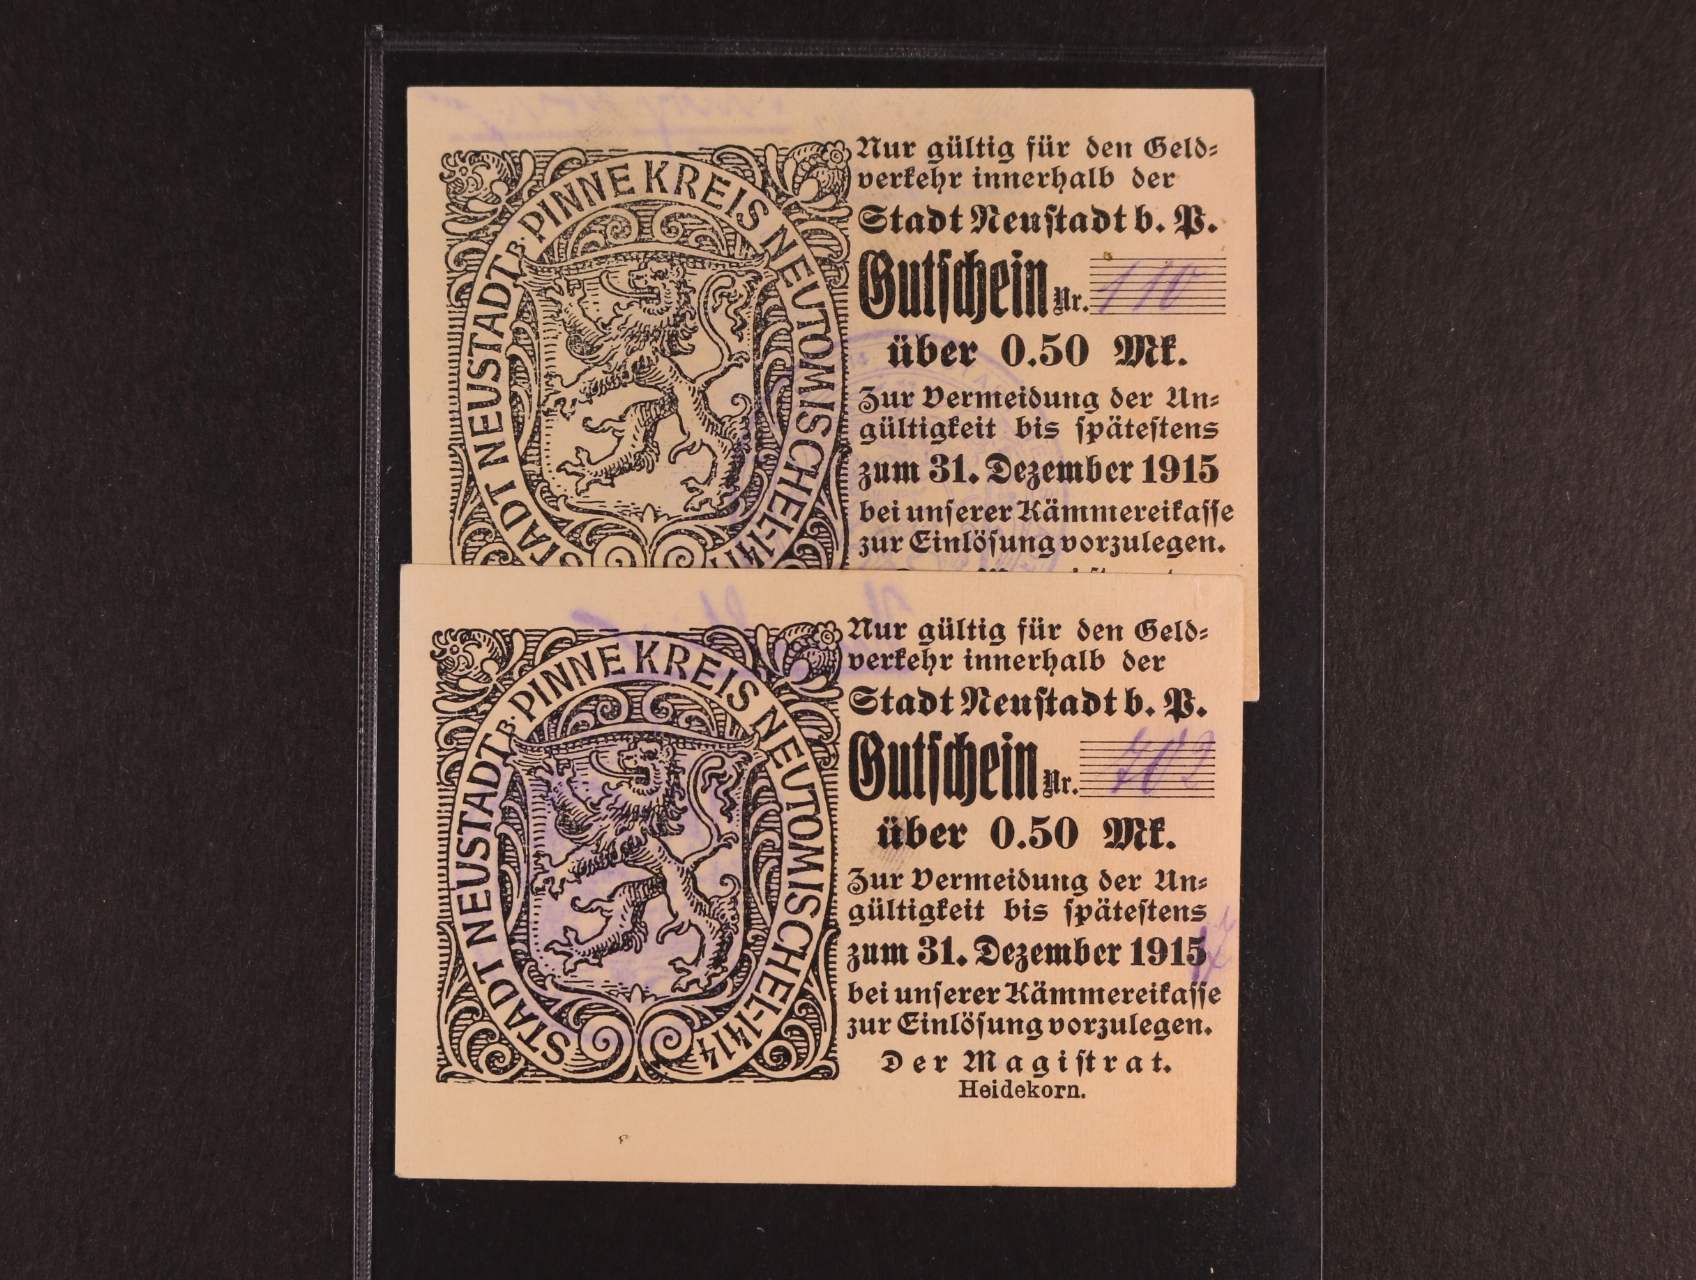 STADT NEUSTADT B. PINNE KREIS NEUTOMISCHEL-141
Nur gültig für den Geld-
verkehr innerhalb der
Stadt Neustadt b. P.
Gutschein Nr. 110
über 0.50 Mk.
Zur Vermeidung der Un-
gültigkeit bis spätestens
zum 31. Dezember 1915
bei unserer Kämmereikasse
zur Einlösung vorzulegen.
STADT NEUSTADT B. PINNE KREIS NEUTOMISCHEL-1414
Nur gültig für den Geld-
verkehr innerhalb der
Stadt Neustadt b. P.
Gutschein Nr. 702
über 0.50 Mk.
Zur Vermeidung der Un-
gültigkeit bis spätestens
zum 31. Dezember 1915
bei unserer Kämmereikasse
zur Einlösung vorzulegen.
Der Magistrat.
Heidekorn.